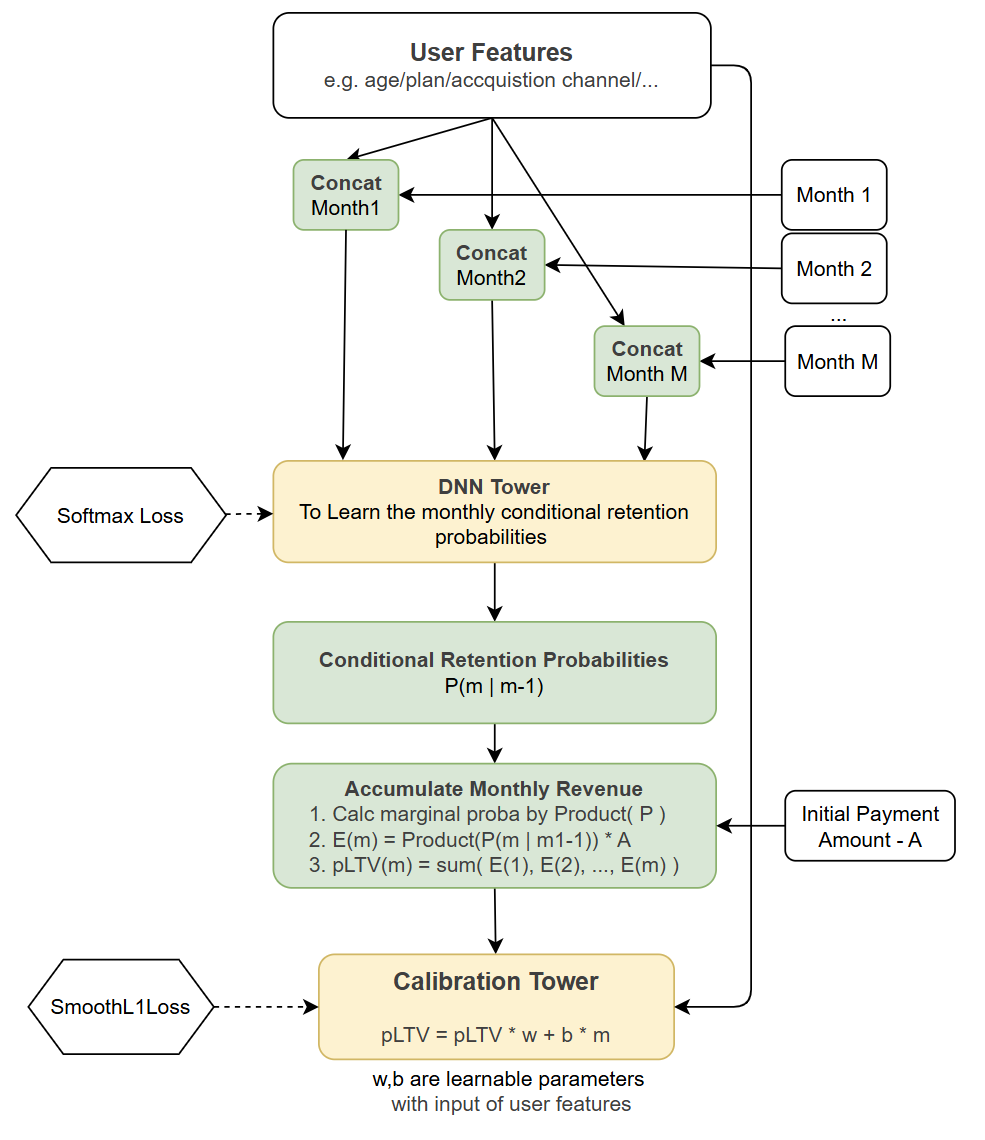 User Features
e.g. age/plan/accquistion channel/...
Concat
Month1
Month 1
Concat
Month2
Month 2
...
Concat
Month M
Month M
DNN Tower
To Learn the monthly conditional retention
probabilities
Softmax Loss
Conditional Retention Probabilities
P(m | m-1)
Accumulate Monthly Revenue
1. Calc marginal proba by Product( P )
2. E(m) = Product(P(m | m1-1)) * A
3. pLTV(m) = sum( E(1), E(2), ..., E(m) )
Initial Payment
Amount - A
Calibration Tower
pLTV = pLTV * w + b * m
SmoothL1Loss
w,b are learnable parameters
with input of user features